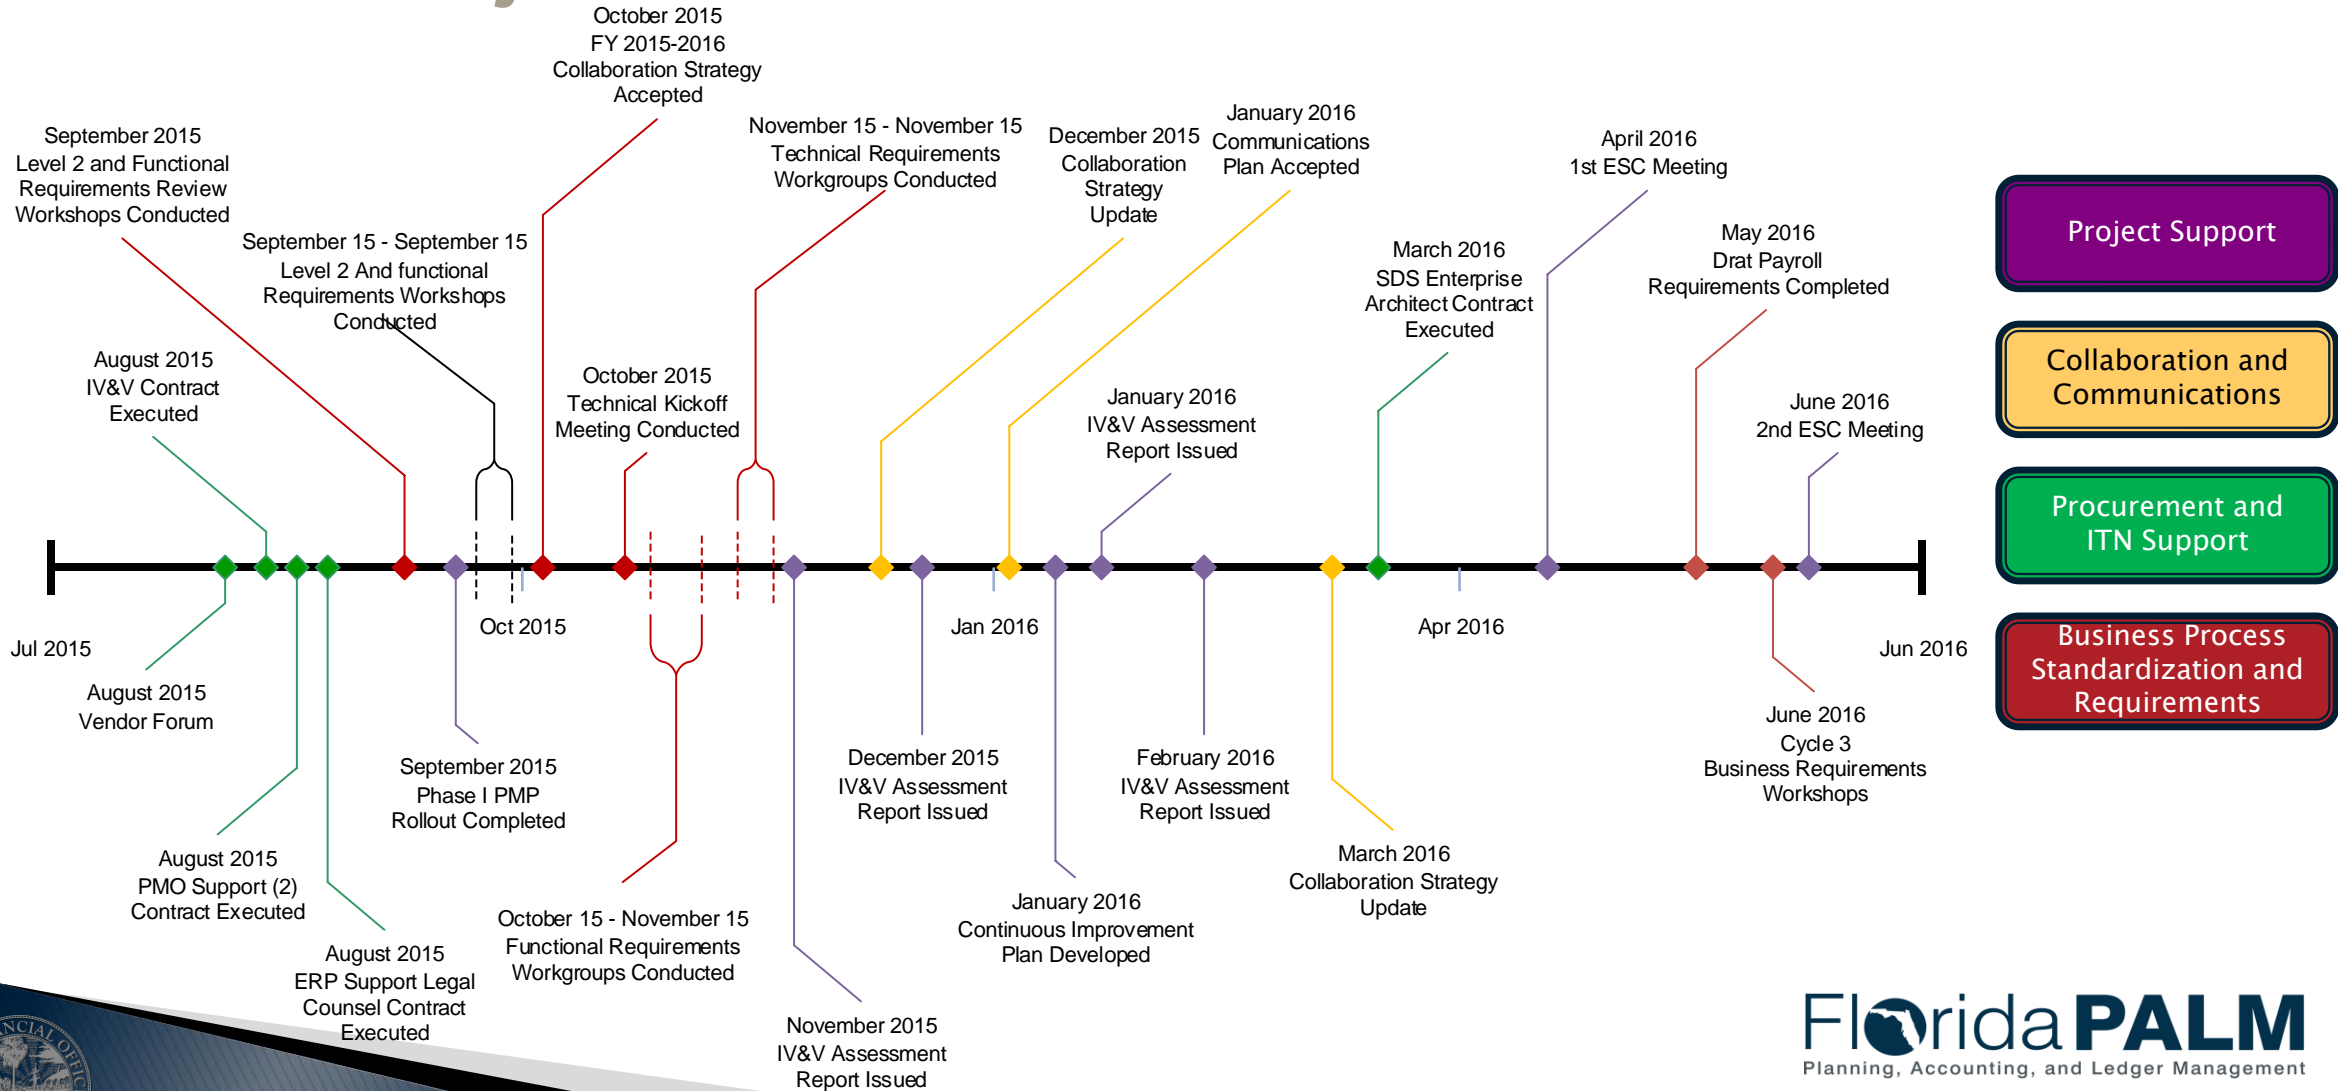 October 2015
FY 2015-2016
Collaboration Strategy
Accepted
September 2015
Level 2 and Functional
Requirements Review
Workshops Conducted
November 15 - November 15
Technical Requirements
Workgroups Conducted
December 2015
Collaboration
Strategy
Update
January 2016
Communications
Plan Accepted
April 2016
1st ESC Meeting
September 15 - September 15
Level 2 And functional
Requirements Workshops
Conducted
March 2016
SDS Enterprise
Architect Contract
Executed
May 2016
Drat Payroll
Requirements Completed
August 2015
IV&V Contract
Executed
October 2015
Technical Kickoff
Meeting Conducted
January 2016
IV&V Assessment
Report Issued
June 2016
2nd ESC Meeting
Jul 2015
Oct 2015
Jan 2016
Apr 2016
Jun 2016
August 2015
Vendor Forum
September 2015
Phase I PMP
Rollout Completed
December 2015
IV&V Assessment
Report Issued
February 2016
IV&V Assessment
Report Issued
June 2016
Cycle 3
Business Requirements
Workshops
August 2015
PMO Support (2)
Contract Executed
October 15 - November 15
Functional Requirements
Workgroups Conducted
January 2016
Continuous Improvement
Plan Developed
March 2016
Collaboration Strategy
Update
August 2015
ERP Support Legal
Counsel Contract
Executed
November 2015
IV&V Assessment
Report Issued
Project Support
Collaboration and
Communications
Procurement and
ITN Support
Business Process
Standardization and
Requirements
Florida PALM
Planning, Accounting, and Ledger Management